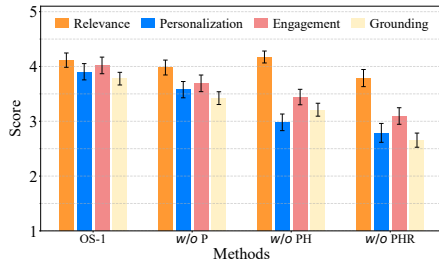 Relevance Personalization Engagement Grounding
5
4
3
2
1
Score
OS-1 w/o P w/o PH w/o PHR
Methods